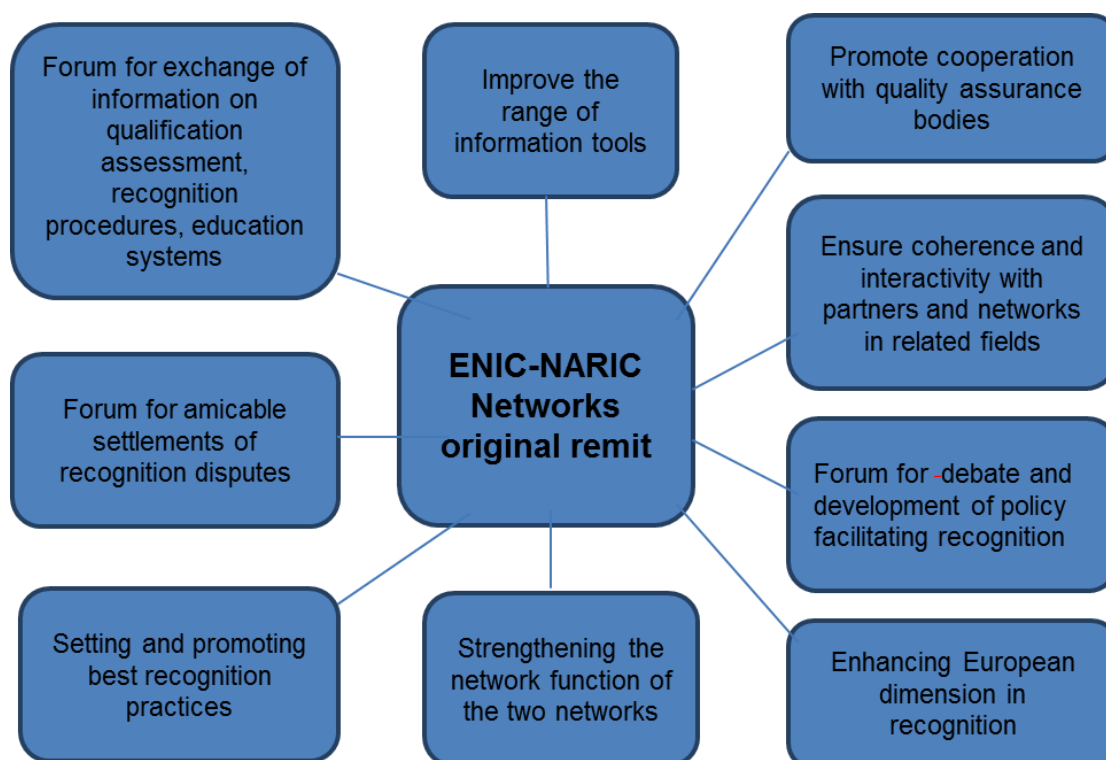 Forum for exchange of
information on
qualification
assessment,
recognition
procedures, education
systems
Improve the
range of
information tools
Promote cooperation
with quality assurance
bodies
Ensure coherence and
interactivity with
partners and networks
in related fields
ENIC-NARIC
Networks
original remit
Forum for amicable
settlements of
recognition disputes
Forum for -debate and
development of policy
facilitating recognition
Setting and promoting
best recognition
practices
Strengthening the
network function of
the two networks
Enhancing European
dimension in
recognition